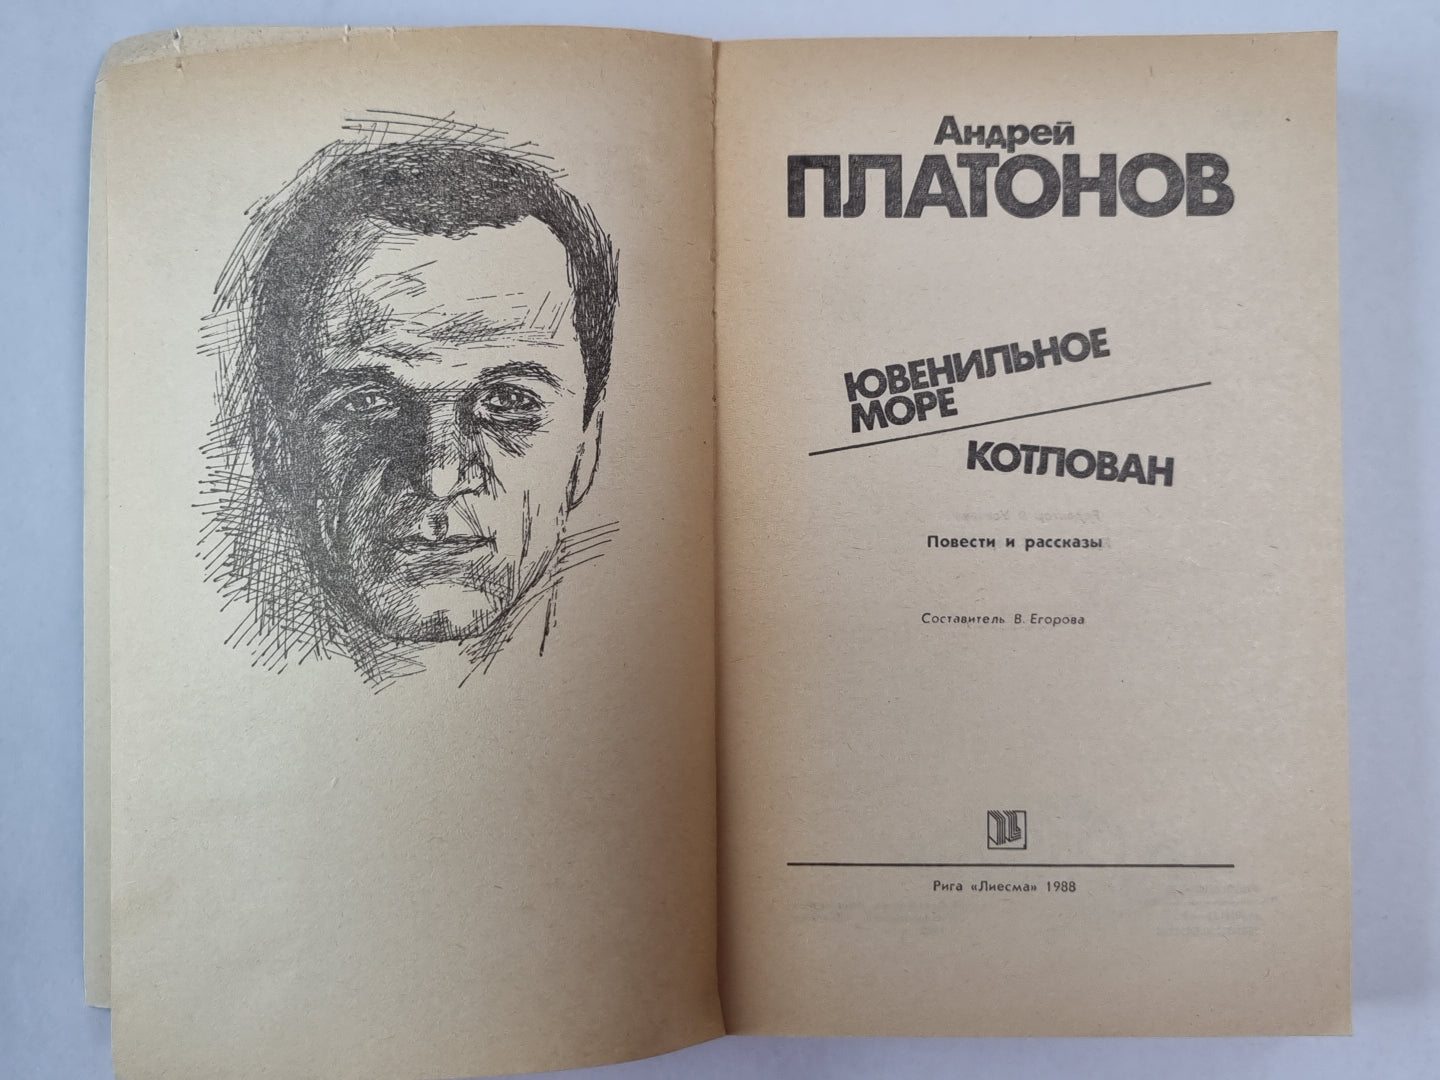 Андрей
ПЛАТОНОВ
ЮВЕНИЛЬНОЕ
МОРЕ
КОТЛОВАН
Повести и рассказы
Составитель В. Егорова
Рига «Лиесма» 1988